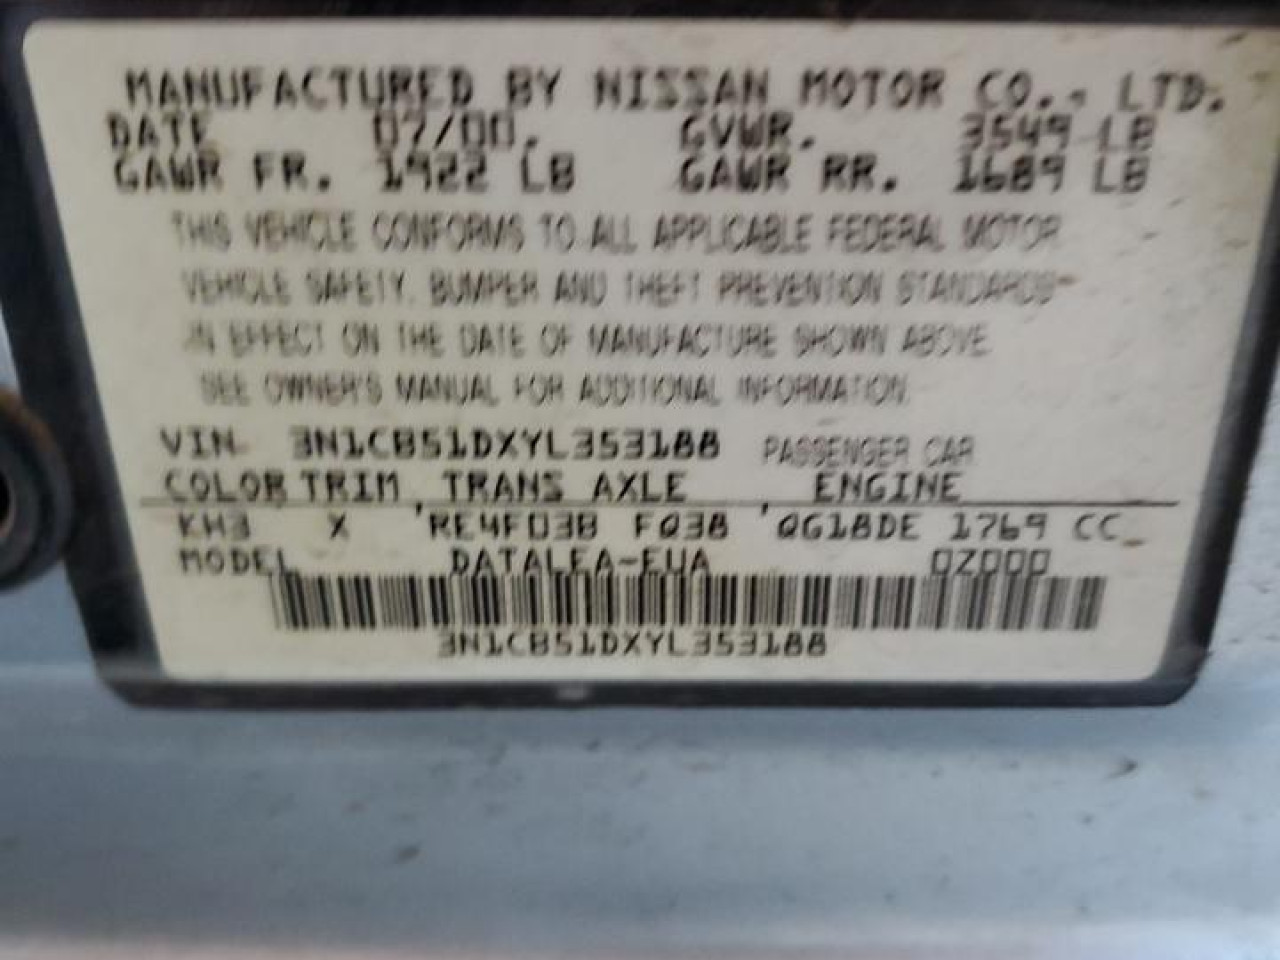 MANUFACTURED BY NISSAN MOTOR CO., LTD.
DATE 07/00. GVWR. 3549 LB
GAWR FR. 1922 LB GAWR RR. 1689 LB
THIS VEHICLE CONFORMS TO ALL APPLICABLE FEDERAL MOTOR
VEHICLE SAFETY, BUMPER AND THEFT PREVENTION STANDARDS
IN EFFECT ON THE DATE OF MANUFACTURE SHOWN ABOVE.
SEE OWNER'S MANUAL FOR ADDITIONAL INFORMATION.
VIN 3N1CB51DXYL353188 PASSENGER CAR
COLOR TRIM TRANS AXLE ENGINE
KH3 X RE4F03B FQ38 QG18DE 1769 CC
MODEL DATALEA-EUA 0Z000
3N1CB51DXYL353188